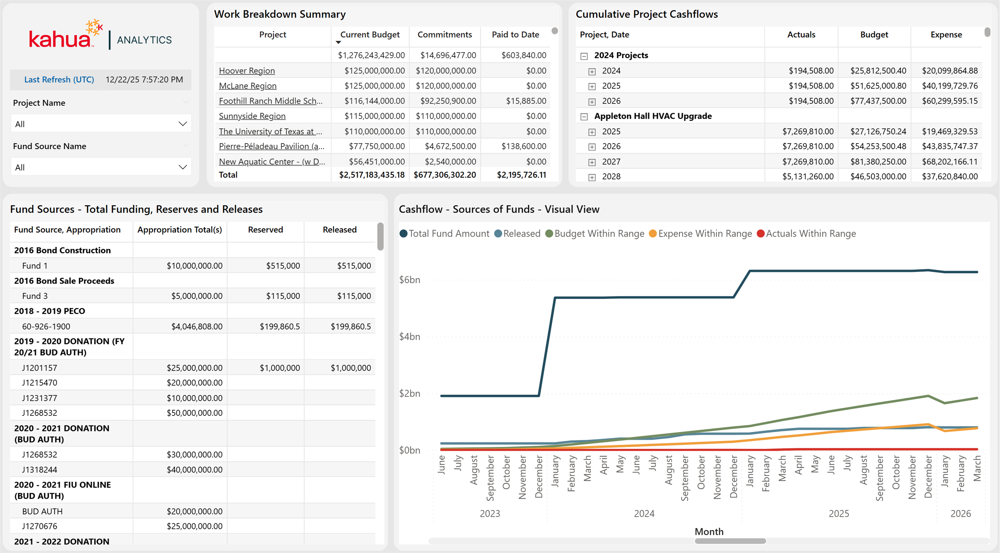 kahua™ | ANALYTICS
Last Refresh (UTC) 12/22/25 7:57:20 PM
Project Name
All
Fund Source Name
All
Work Breakdown Summary
Project Current Budget Commitments Paid to Date
$1,276,243,429.00 $14,696,477.00 $603,840.00
Hoover Region $125,000,000.00 $120,000,000.00 $0.00
McLane Region $125,000,000.00 $120,000,000.00 $0.00
Foothill Ranch Middle Sch... $116,144,000.00 $92,250,900.00 $15,885.00
Sunnyside Region $115,000,000.00 $110,000,000.00 $0.00
The University of Texas at ... $110,000,000.00 $110,000,000.00 $0.00
Pierre-Péladeau Pavilion (a... $77,750,000.00 $4,672,500.00 $138,600.00
New Aquatic Center - (w D... $56,451,000.00 $2,540,000.00 $0.00
Total $2,517,183,435.18 $677,306,302.20 $2,195,726.11
Cumulative Project Cashflows
Project, Date Actuals Budget Expense
2024 Projects
2024 $194,508.00 $25,812,500.40 $20,099,864.88
2025 $194,508.00 $51,625,000.80 $40,199,729.76
2026 $194,508.00 $77,437,500.00 $60,299,595.15
Appleton Hall HVAC Upgrade
2025 $7,269,810.00 $27,126,750.24 $19,469,329.53
2026 $7,269,810.00 $54,253,500.48 $43,835,747.37
2027 $7,269,810.00 $81,380,250.00 $68,202,166.11
2028 $5,131,260.00 $46,503,000.00 $37,620,840.00
Fund Sources - Total Funding, Reserves and Releases
Fund Source, Appropriation Appropriation Total(s) Reserved Released
2016 Bond Construction
Fund 1 $10,000,000.00 $515,000 $515,000
2016 Bond Sale Proceeds
Fund 3 $5,000,000.00 $115,000 $115,000
2018 - 2019 PECO
60-926-1900 $4,046,808.00 $199,860.5 $199,860.5
2019 - 2020 DONATION (FY
20/21 BUD AUTH)
J1201157 $25,000,000.00 $1,000,000 $1,000,000
J1215470 $20,000,000.00
J1231377 $10,000,000.00
J1268532 $50,000,000.00
2020 - 2021 DONATION
(BUD AUTH)
J1268532 $30,000,000.00
J1318244 $40,000,000.00
2020 - 2021 FIU ONLINE
(BUD AUTH)
BUD AUTH $20,000,000.00
J1270676 $25,000,000.00
2021 - 2022 DONATION
Cashflow - Sources of Funds - Visual View
Total Fund Amount Released Budget Within Range Expense Within Range Actuals Within Range
$6bn
$4bn
$2bn
$0bn
June July August September October November December January February March April May June July August September October November December January February March April May June July August September October November December January February March
2023 2024 2025 2026
Month